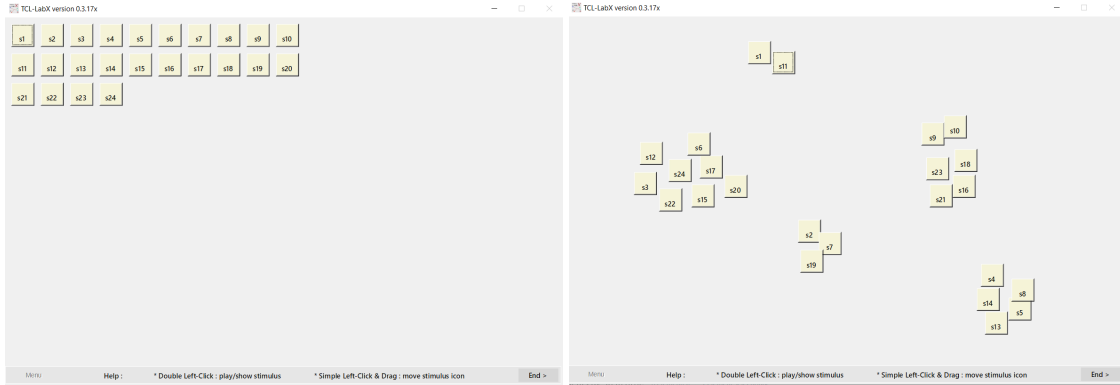 TCL-LabX version 0.3.17x
s1 s2 s3 s4 s5 s6 s7 s8 s9 s10
s11 s12 s13 s14 s15 s16 s17 s18 s19 s20
s21 s22 s23 s24
Menu Help : * Double Left-Click : play/show stimulus * Simple Left-Click & Drag : move stimulus icon End >
TCL-LabX version 0.3.17x
s1
s11
s10
s9
s6
s12
s18
s17
s23
s24
s3
s16
s20
s15
s21
s22
s2
s7
s19
s4
s8
s14
s5
s13
Menu Help : * Double Left-Click : play/show stimulus * Simple Left-Click & Drag : move stimulus icon End >